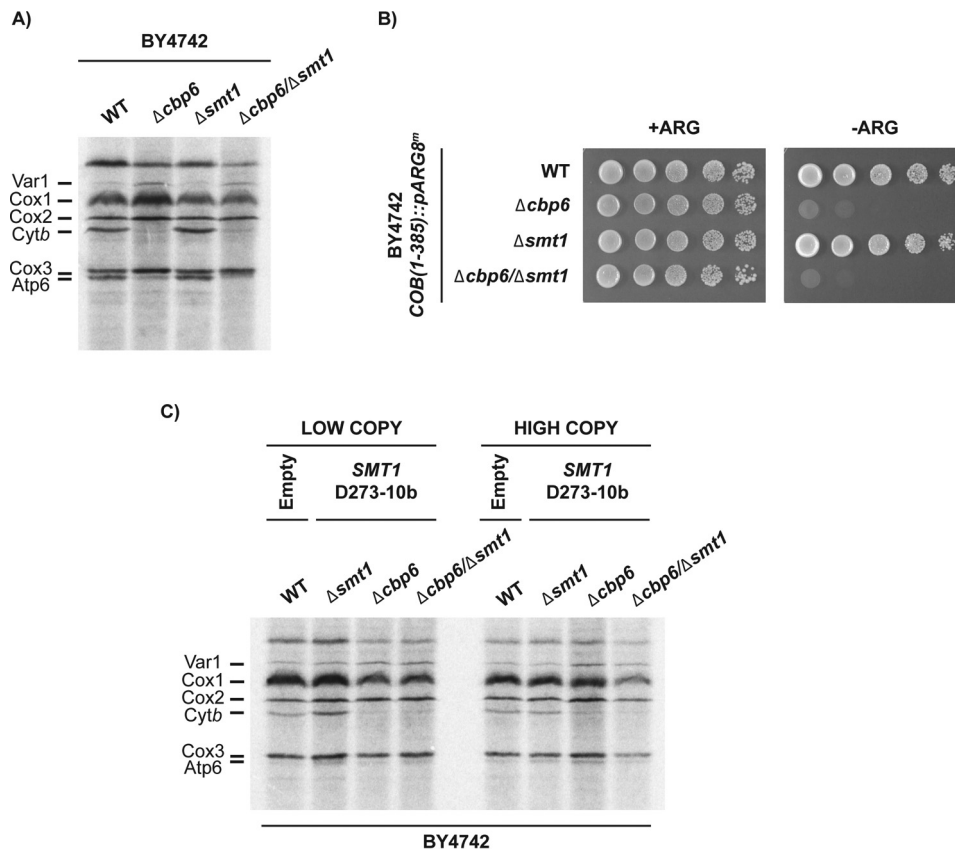 A)
BY4742
WT
Δcbp6
Δsmt1
Δcbp6/Δsmt1
Var1
Cox1
Cox2
Cytb
Cox3
Atp6
B)
+ARG
-ARG
BY4742
COB(1-385)::pARG8m
WT
Δcbp6
Δsmt1
Δcbp6/Δsmt1
C)
LOW COPY
HIGH COPY
Empty
SMT1
D273-10b
Empty
SMT1
D273-10b
WT
Δsmt1
Δcbp6
Δcbp6/Δsmt1
WT
Δsmt1
Δcbp6
Δcbp6/Δsmt1
Var1
Cox1
Cox2
Cytb
Cox3
Atp6
BY4742